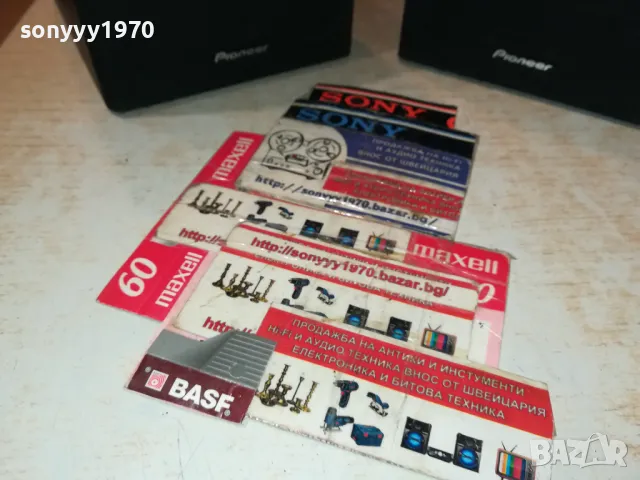 sonyyy1970
Pioneer
Pioneer
SONY
SONY
ПРОДАЖБА НА HI-FI
И АУДИО ТЕХНИКА
ВНОС ОТ ШВЕЙЦАРИЯ
http://sonyyy1970.bazar.bg/
maxell
maxell
60
maxell
http://sonyyy1970.bazar.bg/
ПРОДАЖБА НА АНТИКИ И ИНСТУМЕНТИ
HI-FI И АУДИО ТЕХНИКА ВНОС ОТ ШВЕЙЦАРИЯ
ЕЛЕКТРОНИКА И БИТОВА ТЕХНИКА
BASF
BAZAR